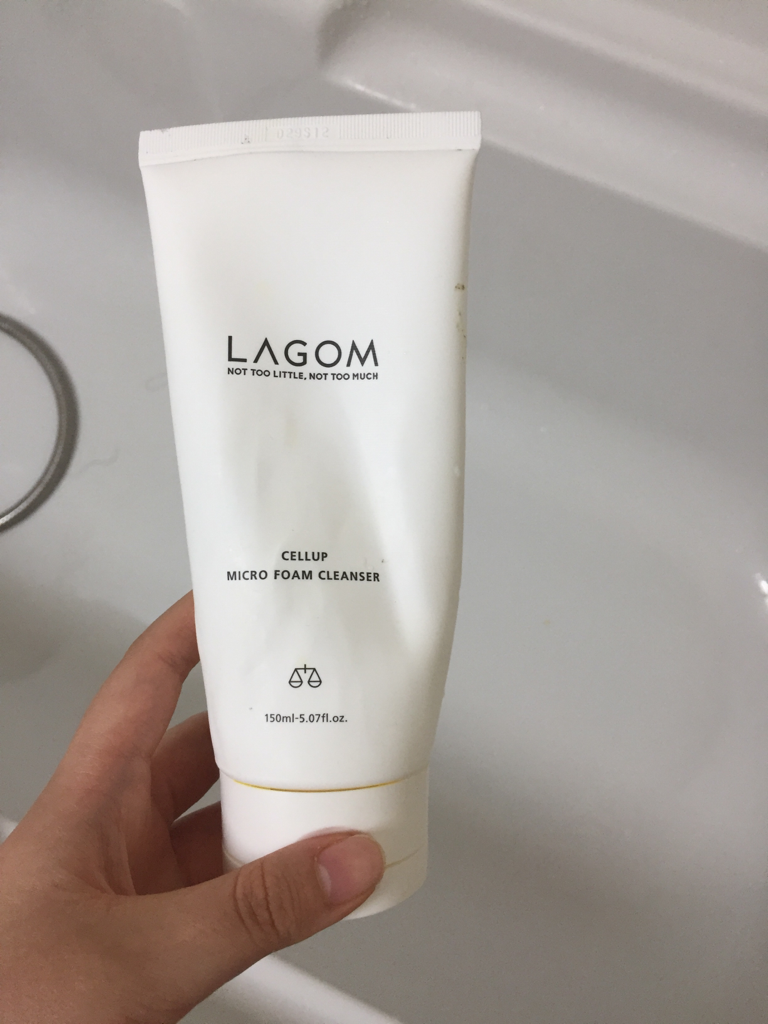 LAGOM
NOT TOO LITTLE, NOT TOO MUCH
CELLUP
MICRO FOAM CLEANSER
150ml-5.07fl.oz.